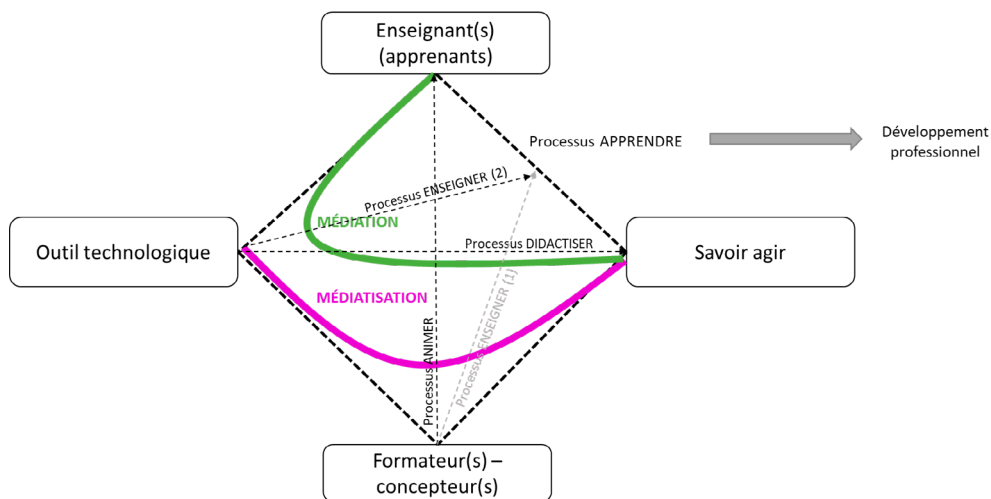 Enseignant(s)
(apprenants)
Processus APPRENDRE
Développement
professionnel
Processus ENSEIGNER (2)
MÉDIATION
Outil technologique
Processus DIDACTISER
Savoir agir
MÉDIATISATION
Processus ANIMER
Processus ENSEIGNER (1)
Formateur(s) –
concepteur(s)